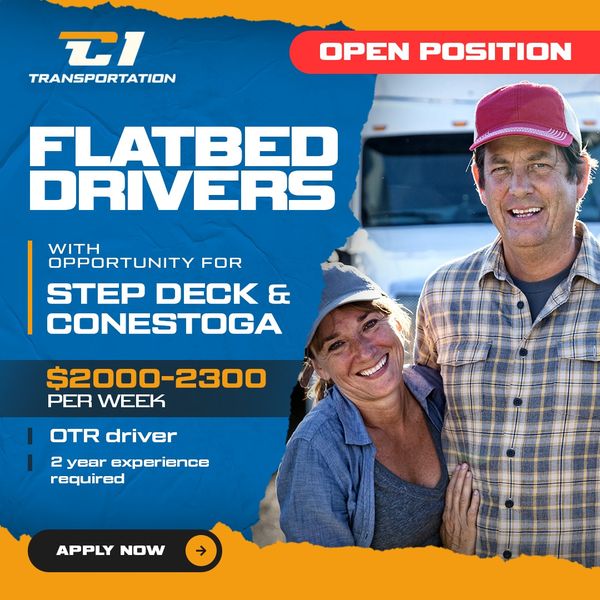 TC1
TRANSPORTATION
OPEN POSITION
FLATBED
DRIVERS
WITH
OPPORTUNITY FOR
STEP DECK &
CONESTOGA
$2000-2300
PER WEEK
OTR driver
2 year experience
required
APPLY NOW